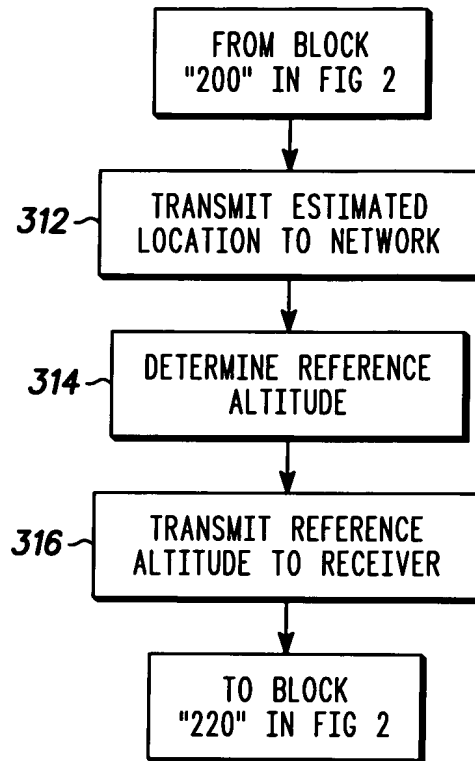 FROM BLOCK
"200" IN FIG 2
312
TRANSMIT ESTIMATED
LOCATION TO NETWORK
314
DETERMINE REFERENCE
ALTITUDE
316
TRANSMIT REFERENCE
ALTITUDE TO RECEIVER
TO BLOCK
"220" IN FIG 2